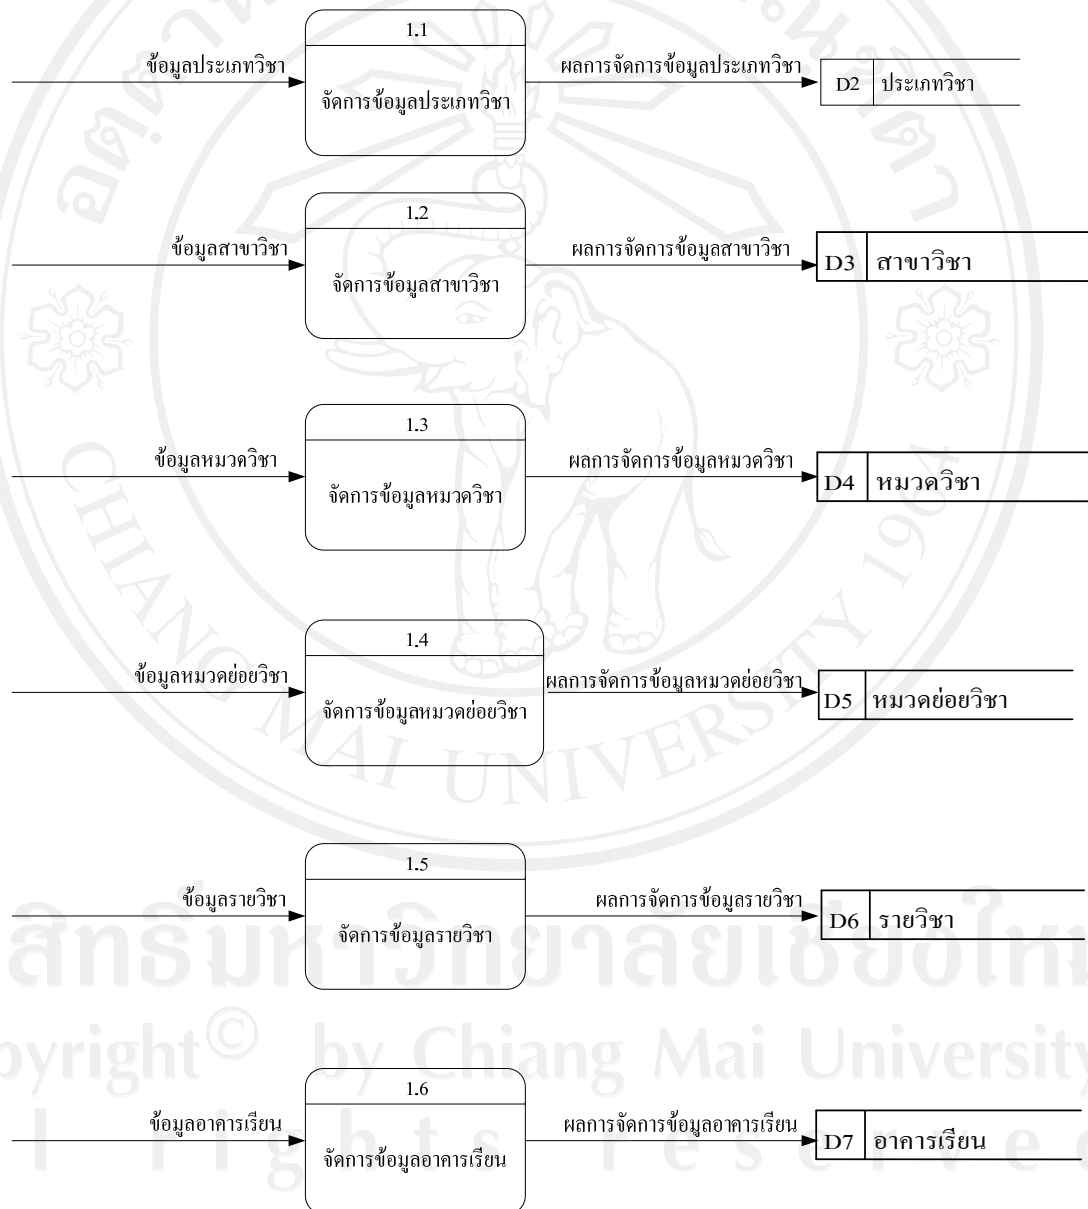 1.1
ข้อมูลประเภทวิชา
ผลการจัดการข้อมูลประเภทวิชา
จัดการข้อมูลประเภทวิชา
D2 ประเภทวิชา
1.2
ข้อมูลสาขาวิชา
ผลการจัดการข้อมูลสาขาวิชา
จัดการข้อมูลสาขาวิชา
D3 สาขาวิชา
1.3
ข้อมูลหมวดวิชา
ผลการจัดการข้อมูลหมวดวิชา
จัดการข้อมูลหมวดวิชา
D4 หมวดวิชา
1.4
ข้อมูลหมวดย่อยวิชา
ผลการจัดการข้อมูลหมวดย่อยวิชา
จัดการข้อมูลหมวดย่อยวิชา
D5 หมวดย่อยวิชา
CHIANG MAI UNIVERSITY 1964
1.5
ข้อมูลรายวิชา
ผลการจัดการข้อมูลรายวิชา
จัดการข้อมูลรายวิชา
D6 รายวิชา
สิทธิ์มหาวิทยาลัยเชียงใหม
pyright© by Chiang Mai University
1.6
ข้อมูลอาคารเรียน
ผลการจัดการข้อมูลอาคารเรียน
จัดการข้อมูลอาคารเรียน
D7 อาคารเรียน
l rights reserved